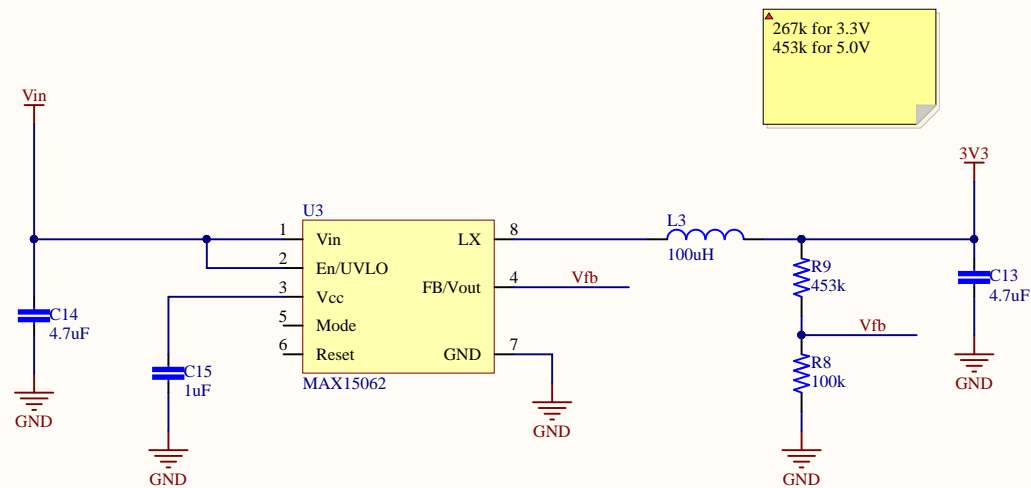 267k for 3.3V
453k for 5.0V
Vin
3V3
U3
L3
1
Vin
LX
8
100uH
2
En/UVLO
R9
453k
C13
4.7uF
3
Vcc
FB/Vout
4
Vfb
C14
4.7uF
5
Mode
Vfb
6
Reset
GND
7
C15
1uF
MAX15062
R8
100k
GND
GND
GND
GND
GND